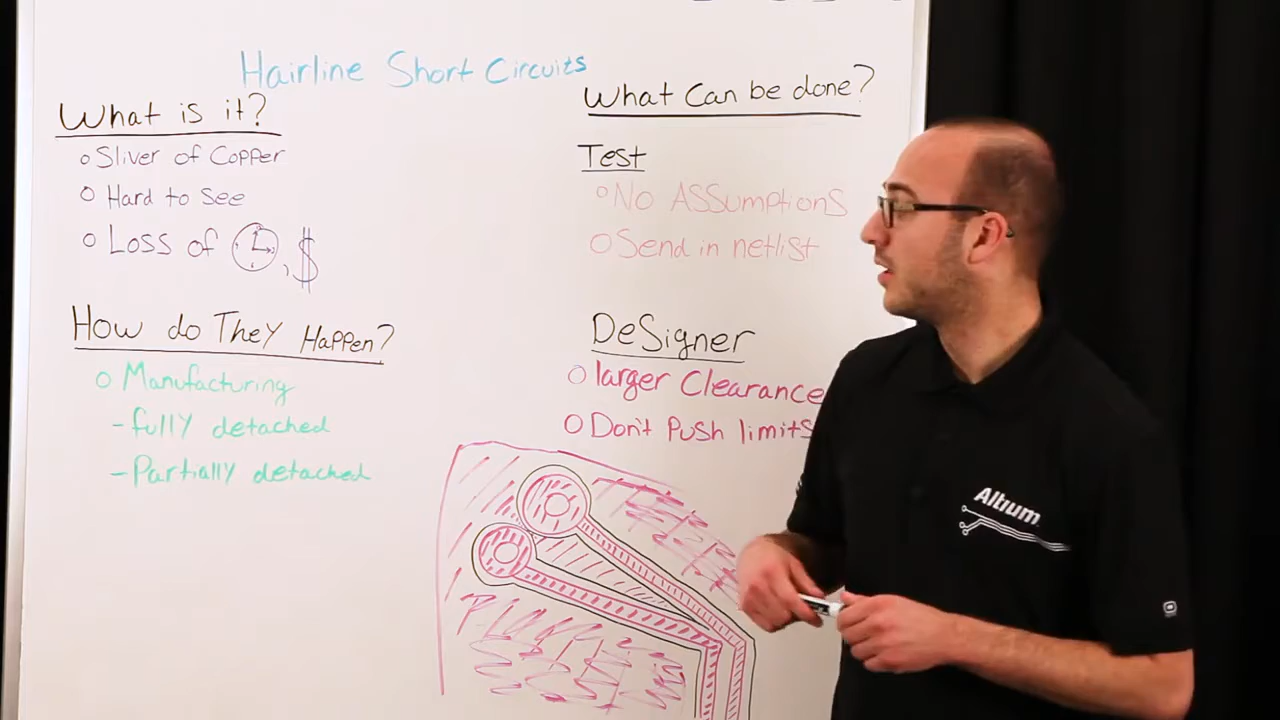 Hairline Short Circuits
What is it?
o Sliver of Copper
o Hard to see
o Loss of , $
How do They Happen?
o Manufacturing
- fully detached
- Partially detached
What Can be done?
Test
o No Assumptions
o Send in netlist
DeSigner
o larger Clearance
o Don't Push limits
Altium